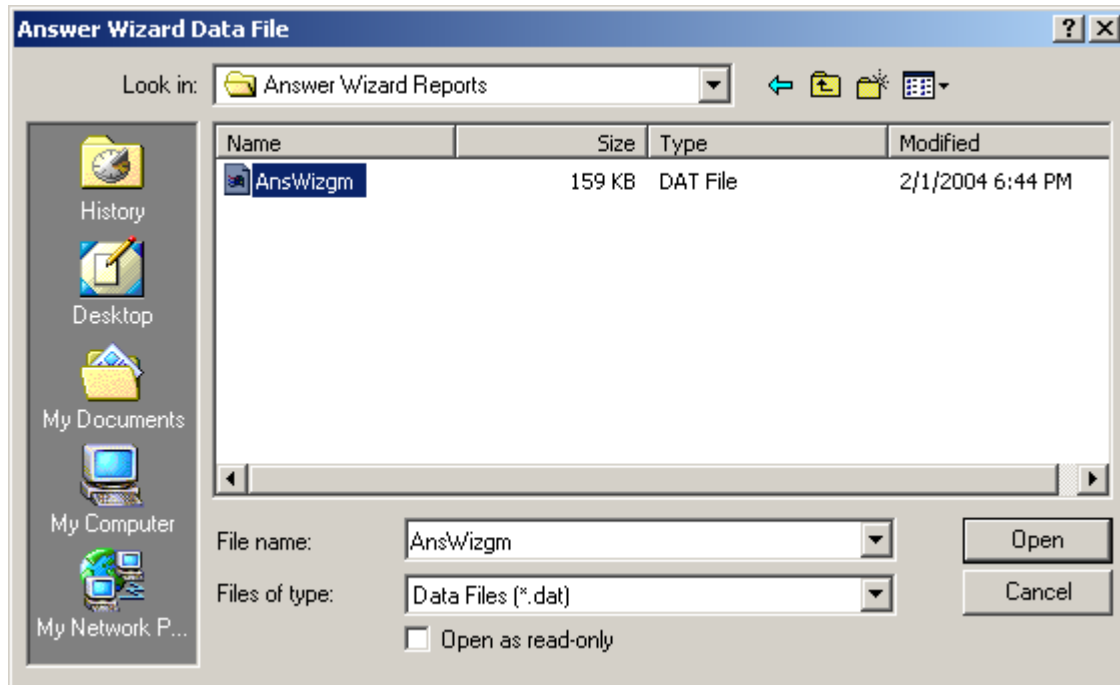 Answer Wizard Data File
Look in: Answer Wizard Reports
History
Desktop
My Documents
My Computer
My Network P...
Name Size Type Modified
AnsWizgm 159 KB DAT File 2/1/2004 6:44 PM
File name: AnsWizgm Open
Files of type: Data Files (*.dat) Cancel
Open as read-only